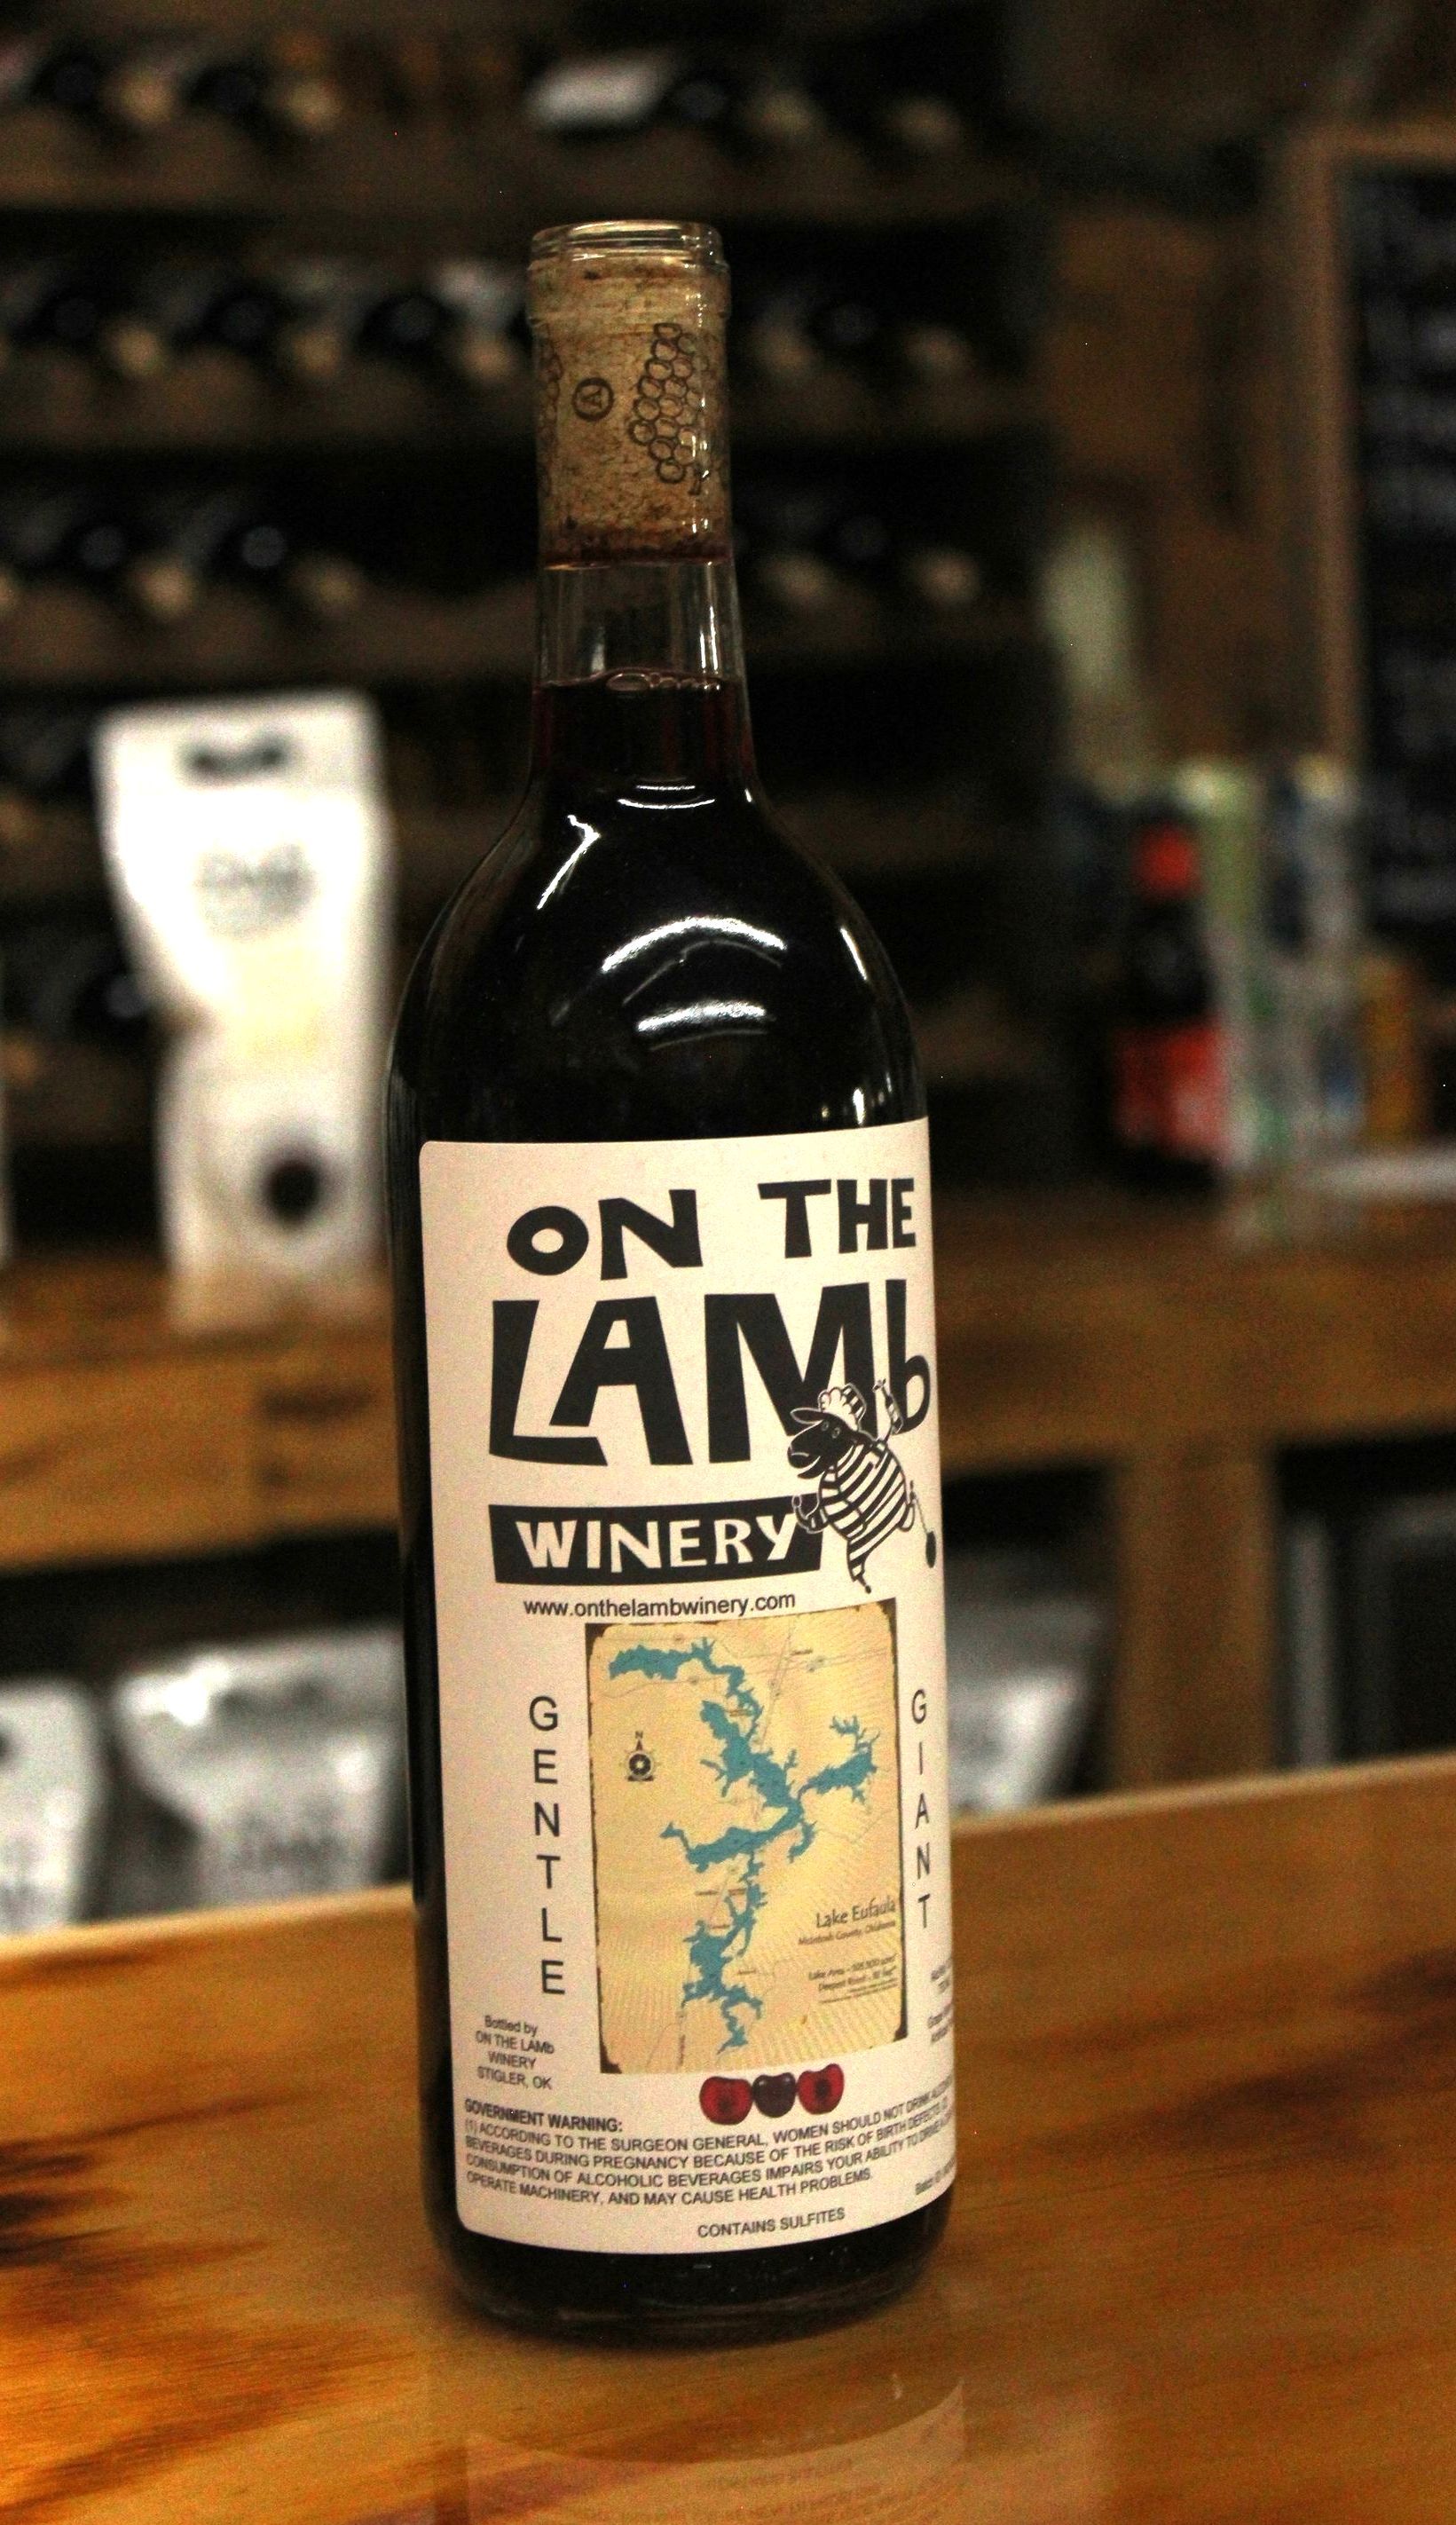 A
ON THE
LAMb
WINERY
www.onthelambwinery.com
GENTLE
GIANT
N
Lake Eufaula
McIntosh County, Oklahoma
Bottled by
ON THE LAMb
WINERY
STIGLER, OK
GOVERNMENT WARNING:
(1) ACCORDING TO THE SURGEON GENERAL, WOMEN SHOULD NOT DRINK
BEVERAGES DURING PREGNANCY BECAUSE OF THE RISK OF BIRTH DEFECTS.
CONSUMPTION OF ALCOHOLIC BEVERAGES IMPAIRS YOUR ABILITY TO DRIVE
OPERATE MACHINERY, AND MAY CAUSE HEALTH PROBLEMS.
CONTAINS SULFITES